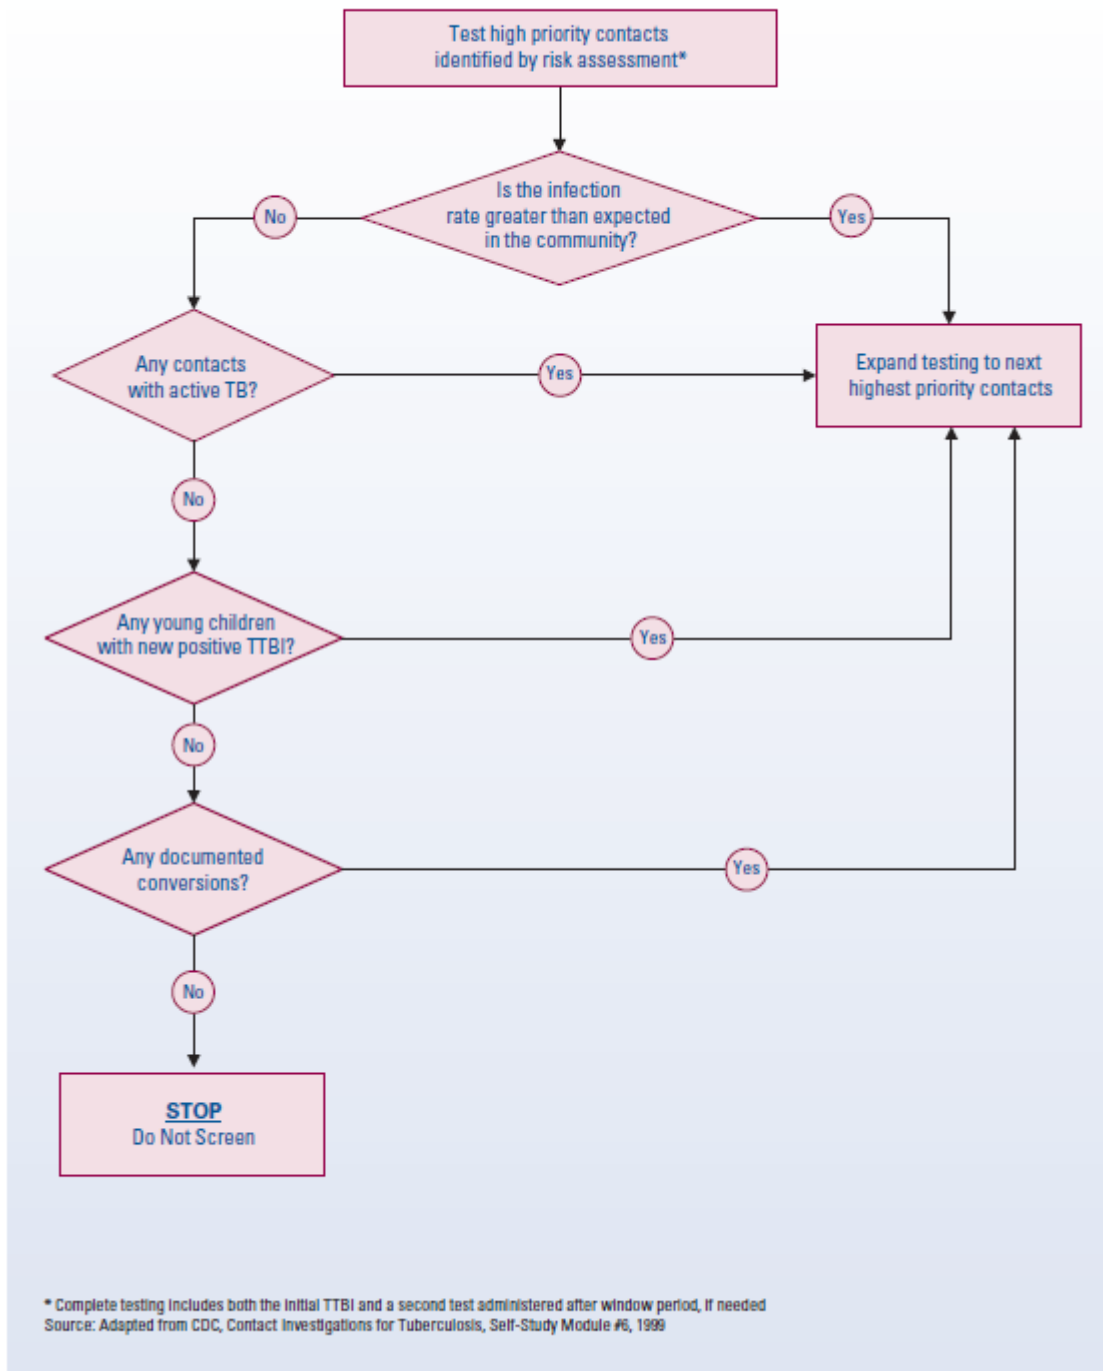 Test high priority contacts
identified by risk assessment*
Is the infection
rate greater than expected
in the community?
No
Yes
Any contacts
with active TB?
Yes
Expand testing to next
highest priority contacts
No
Any young children
with new positive TTBI?
Yes
No
Any documented
conversions?
Yes
No
STOP
Do Not Screen
* Complete testing includes both the initial TTBI and a second test administered after window period, if needed
Source: Adapted from CDC, Contact Investigations for Tuberculosis, Self-Study Module #6, 1999